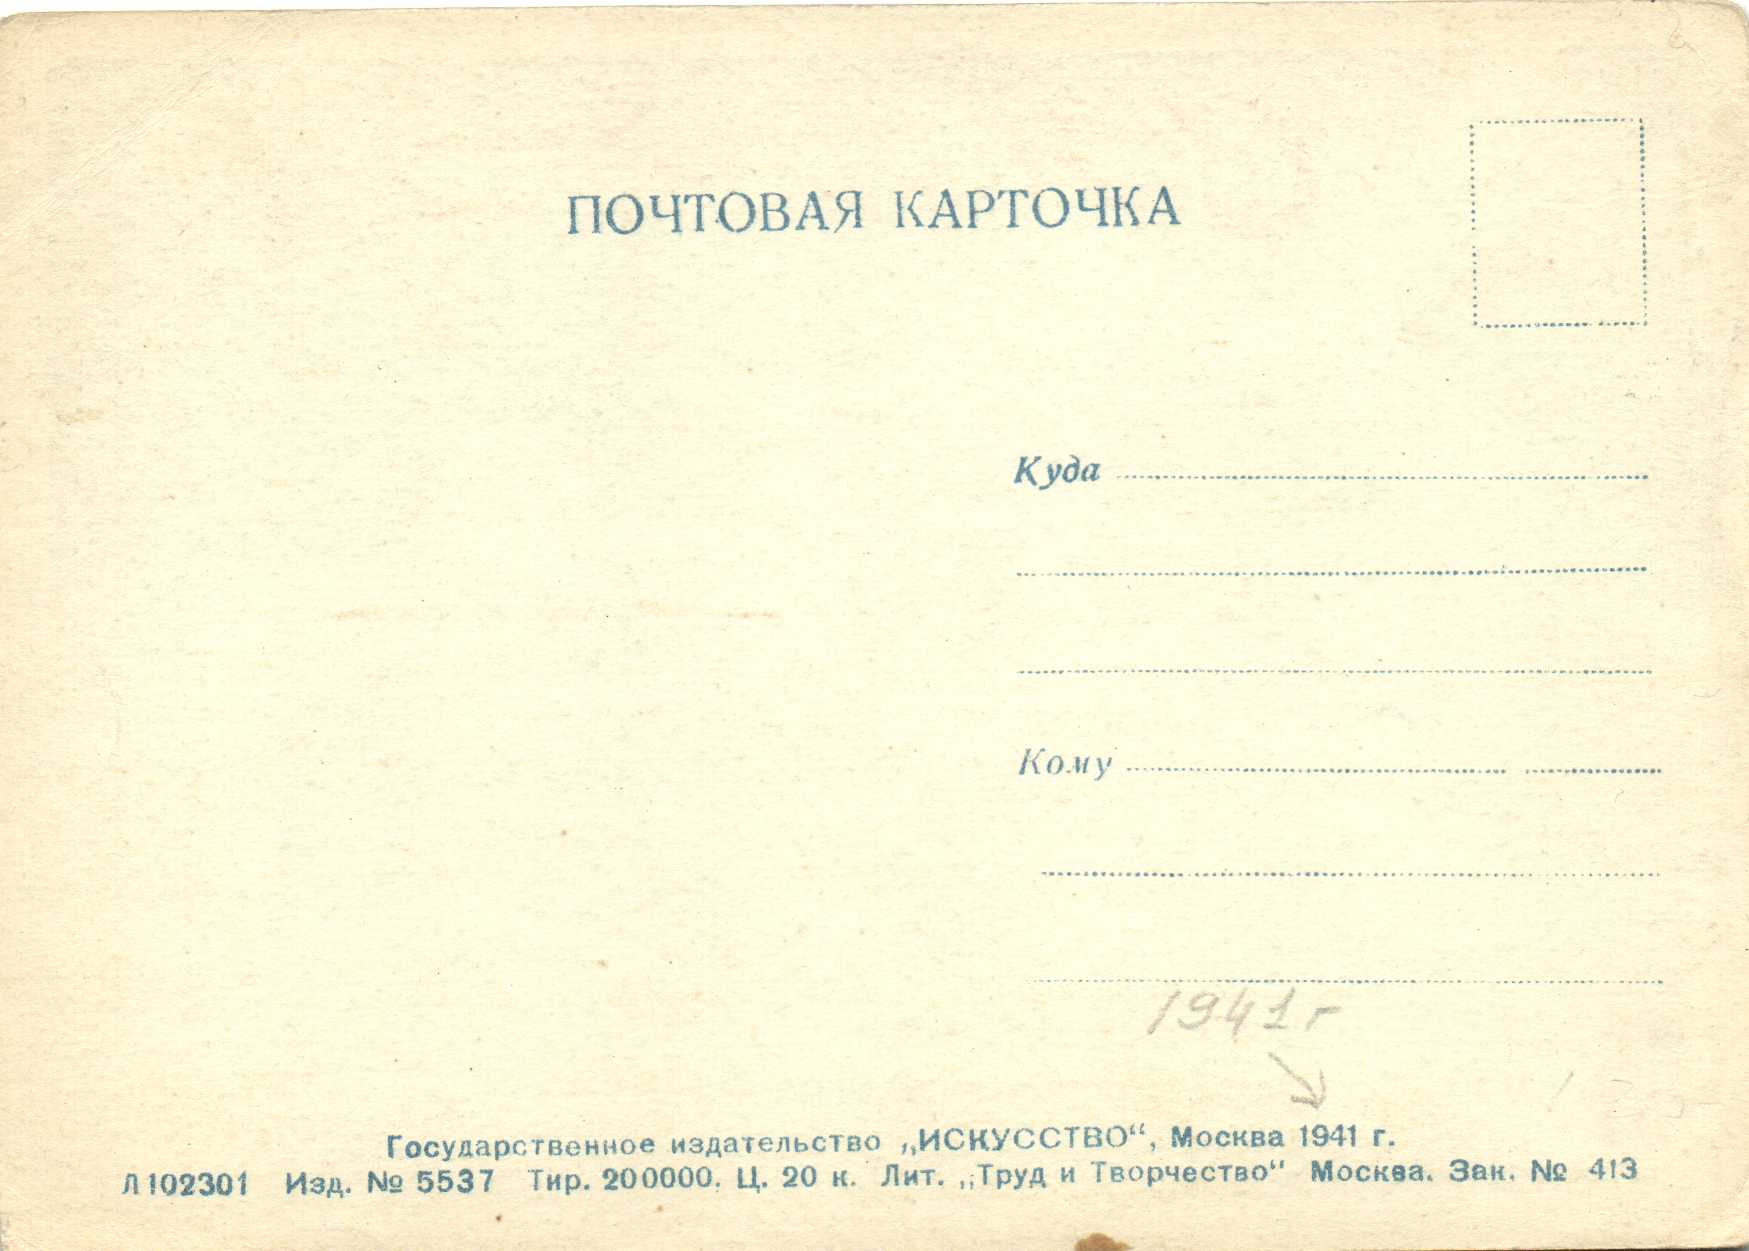 ПОЧТОВАЯ КАРТОЧКА
Куда
Кому
1941 г
Государственное издательство „ИСКУССТВО“, Москва 1941 г.
Л102301 Изд. № 5537 Тир. 200000. Ц. 20 к. Лит. „Труд и Творчество“ Москва. Зак. № 413